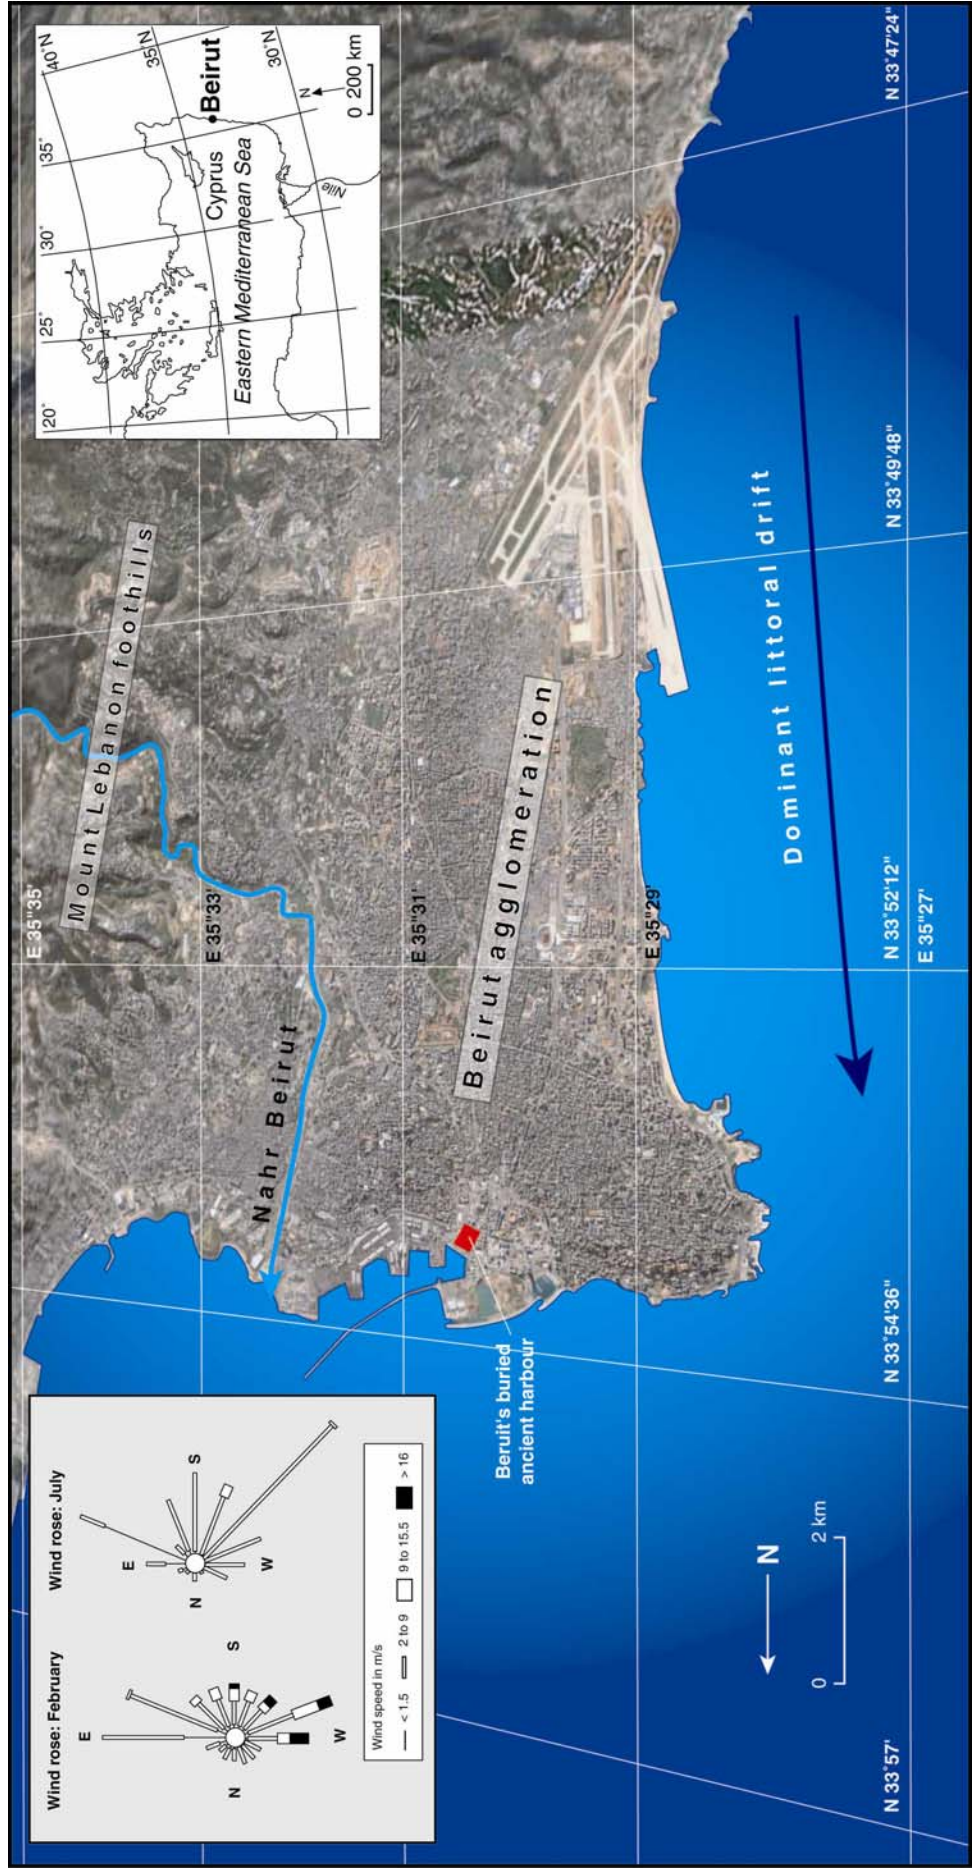 Wind rose: February
E
N
S
W
Wind rose: July
E
N
S
W
Wind speed in m/s
< 1.5
2 to 9
9 to 15.5
> 16
40˚N
35˚N
30˚N
20˚
25˚
30˚
35˚
Beirut
Cyprus
Eastern Mediterranean Sea
Nile
N
0 200 km
Mount Lebanon foothills
Nahr Beirut
Beirut agglomeration
Beruit's buried
ancient harbour
Dominant littoral drift
E 35"35'
E 35"33'
E 35"31'
E 35"29'
E 35"27'
N 33˚57'
N 33˚54'36"
N 33˚52'12"
N 33˚49'48"
N 33˚47'24"
N
0
2 km